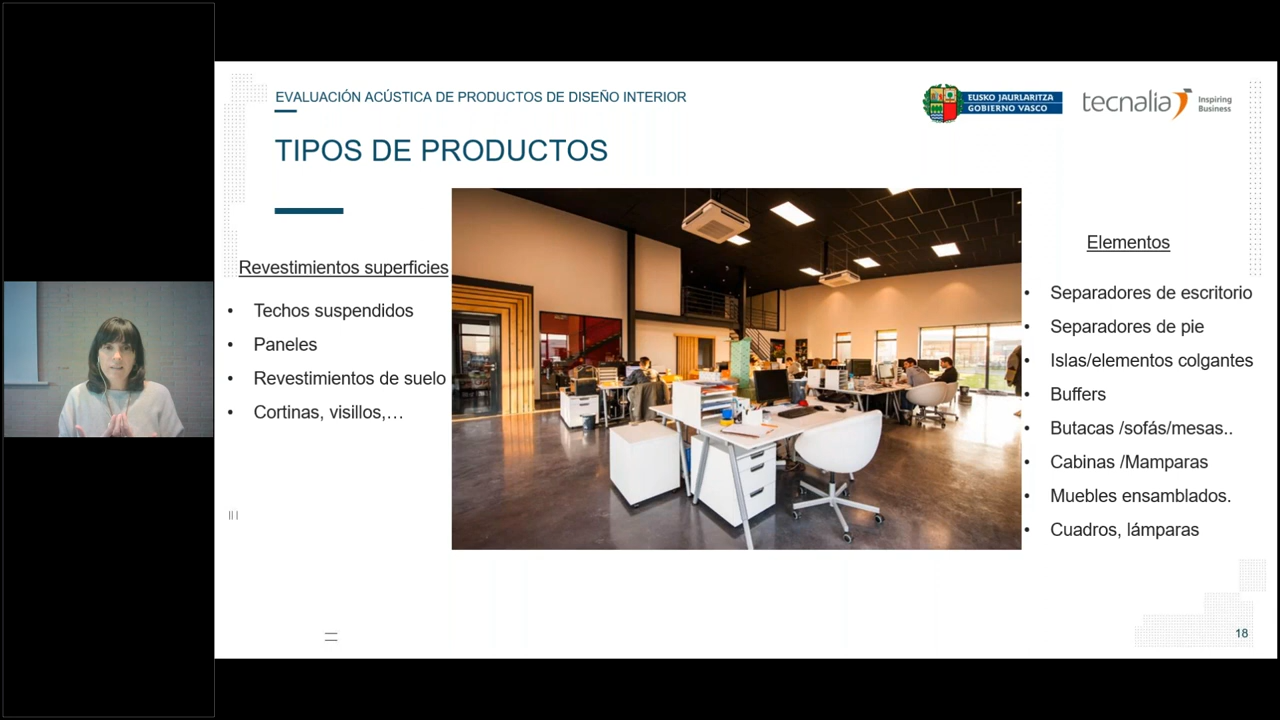 EVALUACIÓN ACÚSTICA DE PRODUCTOS DE DISEÑO INTERIOR
EUSKO JAURLARITZA
GOBIERNO VASCO
tecnalia
Inspiring
Business
TIPOS DE PRODUCTOS
Revestimientos superficies
• Techos suspendidos
• Paneles
• Revestimientos de suelo
• Cortinas, visillos,...
Elementos
• Separadores de escritorio
• Separadores de pie
• Islas/elementos colgantes
• Buffers
• Butacas /sofás/mesas..
• Cabinas /Mamparas
• Muebles ensamblados.
• Cuadros, lámparas
18